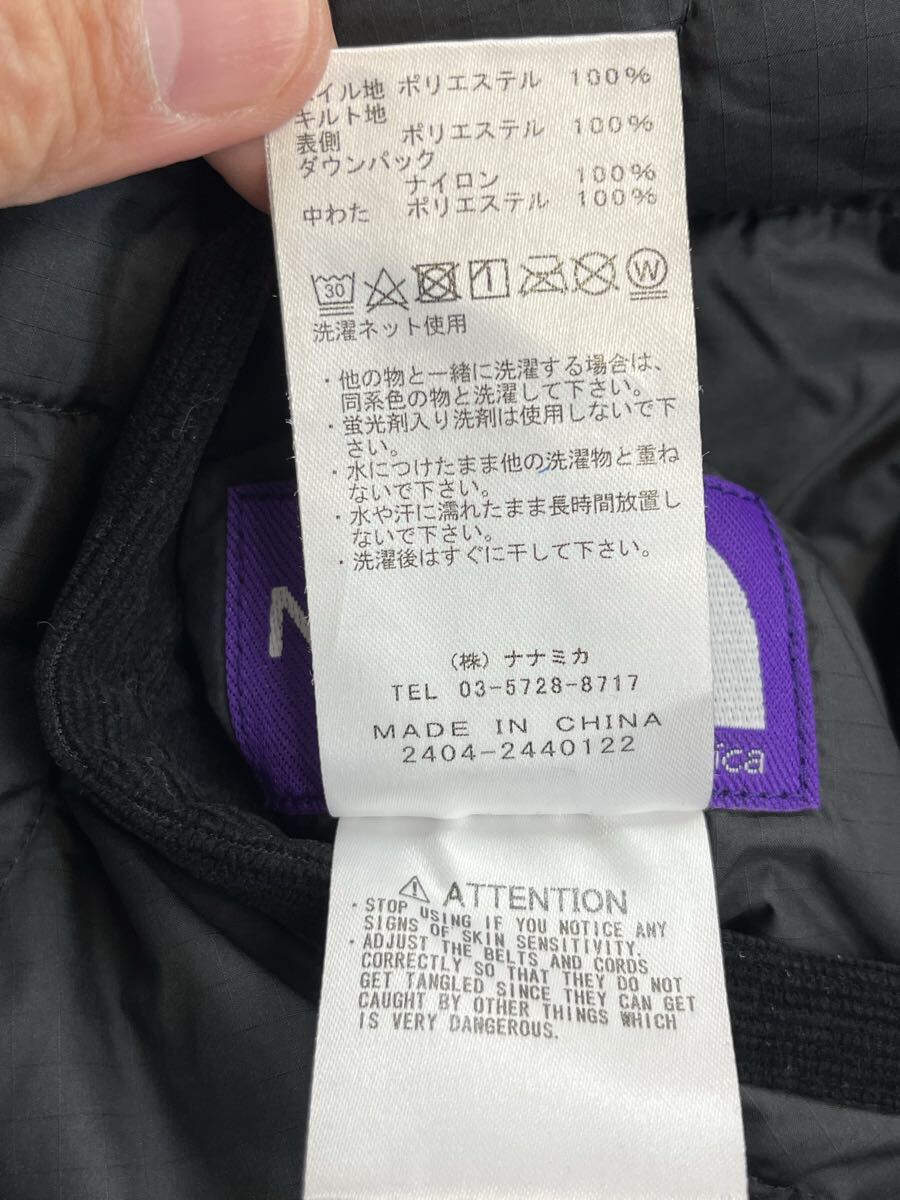 イル地 ポリエステル 100%
キルト地
表側 ポリエステル 100%
ダウンパック
ナイロン 100%
中わた ポリエステル 100%
30 1 W
洗濯ネット使用
・他の物と一緒に洗濯する場合は、
同系色の物と洗濯して下さい。
・蛍光剤入り洗剤は使用しないで下
さい。
・水につけたまま他の洗濯物と重ね
ないで下さい。
・水や汗に濡れたまま長時間放置し
ないで下さい。
・洗濯後はすぐに干して下さい。
N
(株) ナナミカ
TEL 03-5728-8717
MADE IN CHINA
2404-2440122
ica
⚠ ATTENTION
・STOP USING IF YOU NOTICE ANY
SIGNS OF SKIN SENSITIVITY.
・ADJUST THE BELTS AND CORDS
CORRECTLY SO THAT THEY DO NOT
GET TANGLED SINCE THEY CAN GET
CAUGHT BY OTHER THINGS WHICH
IS VERY DANGEROUS.